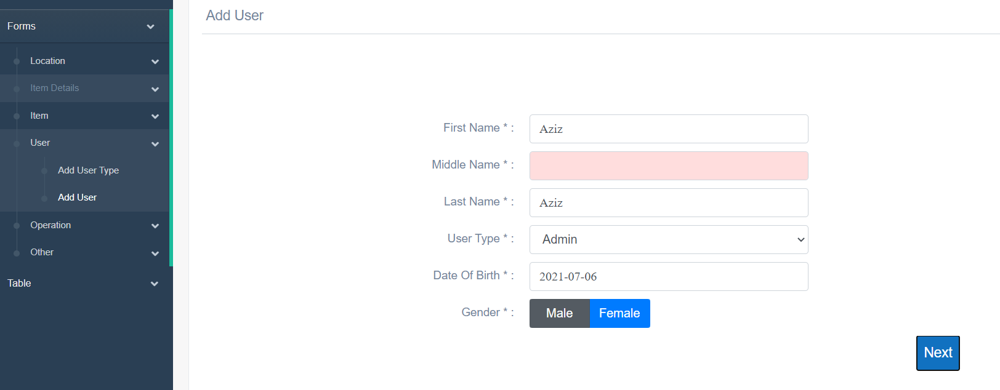 Forms
Location
Item Details
Item
User
Add User Type
Add User
Operation
Other
Table
Add User
First Name * : Aziz
Middle Name * :
Last Name * : Aziz
User Type * : Admin
Date Of Birth * : 2021-07-06
Gender * : Male Female
Next